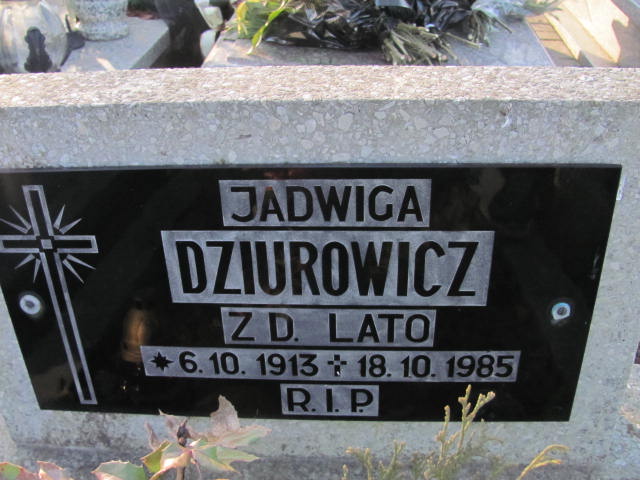 JADWIGA
DZIUROWICZ
Z D. LATO
* 6.10.1913 ✝ 18.10.1985
R.I.P.